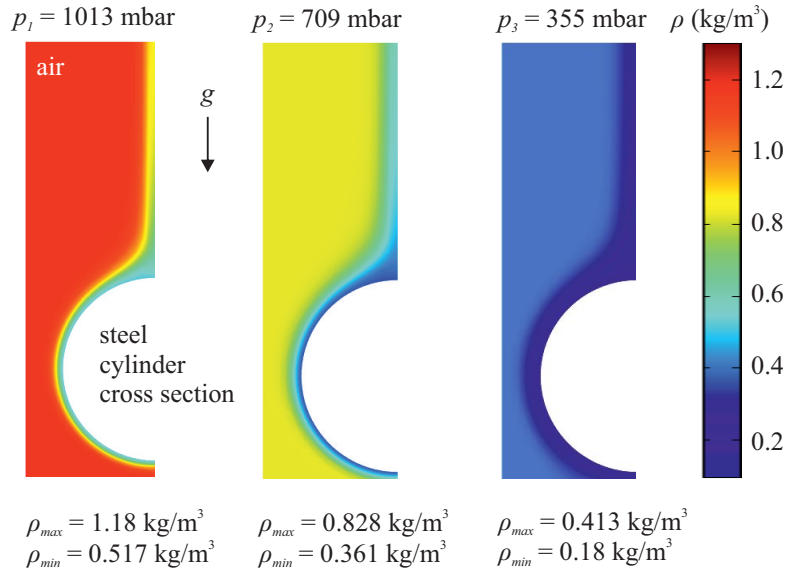 p₁ = 1013 mbar
p₂ = 709 mbar
p₃ = 355 mbar
ρ (kg/m³)
air
g
steel
cylinder
cross section
1.2
1.0
0.8
0.6
0.4
0.2
ρmax = 1.18 kg/m³
ρmin = 0.517 kg/m³
ρmax = 0.828 kg/m³
ρmin = 0.361 kg/m³
ρmax = 0.413 kg/m³
ρmin = 0.18 kg/m³